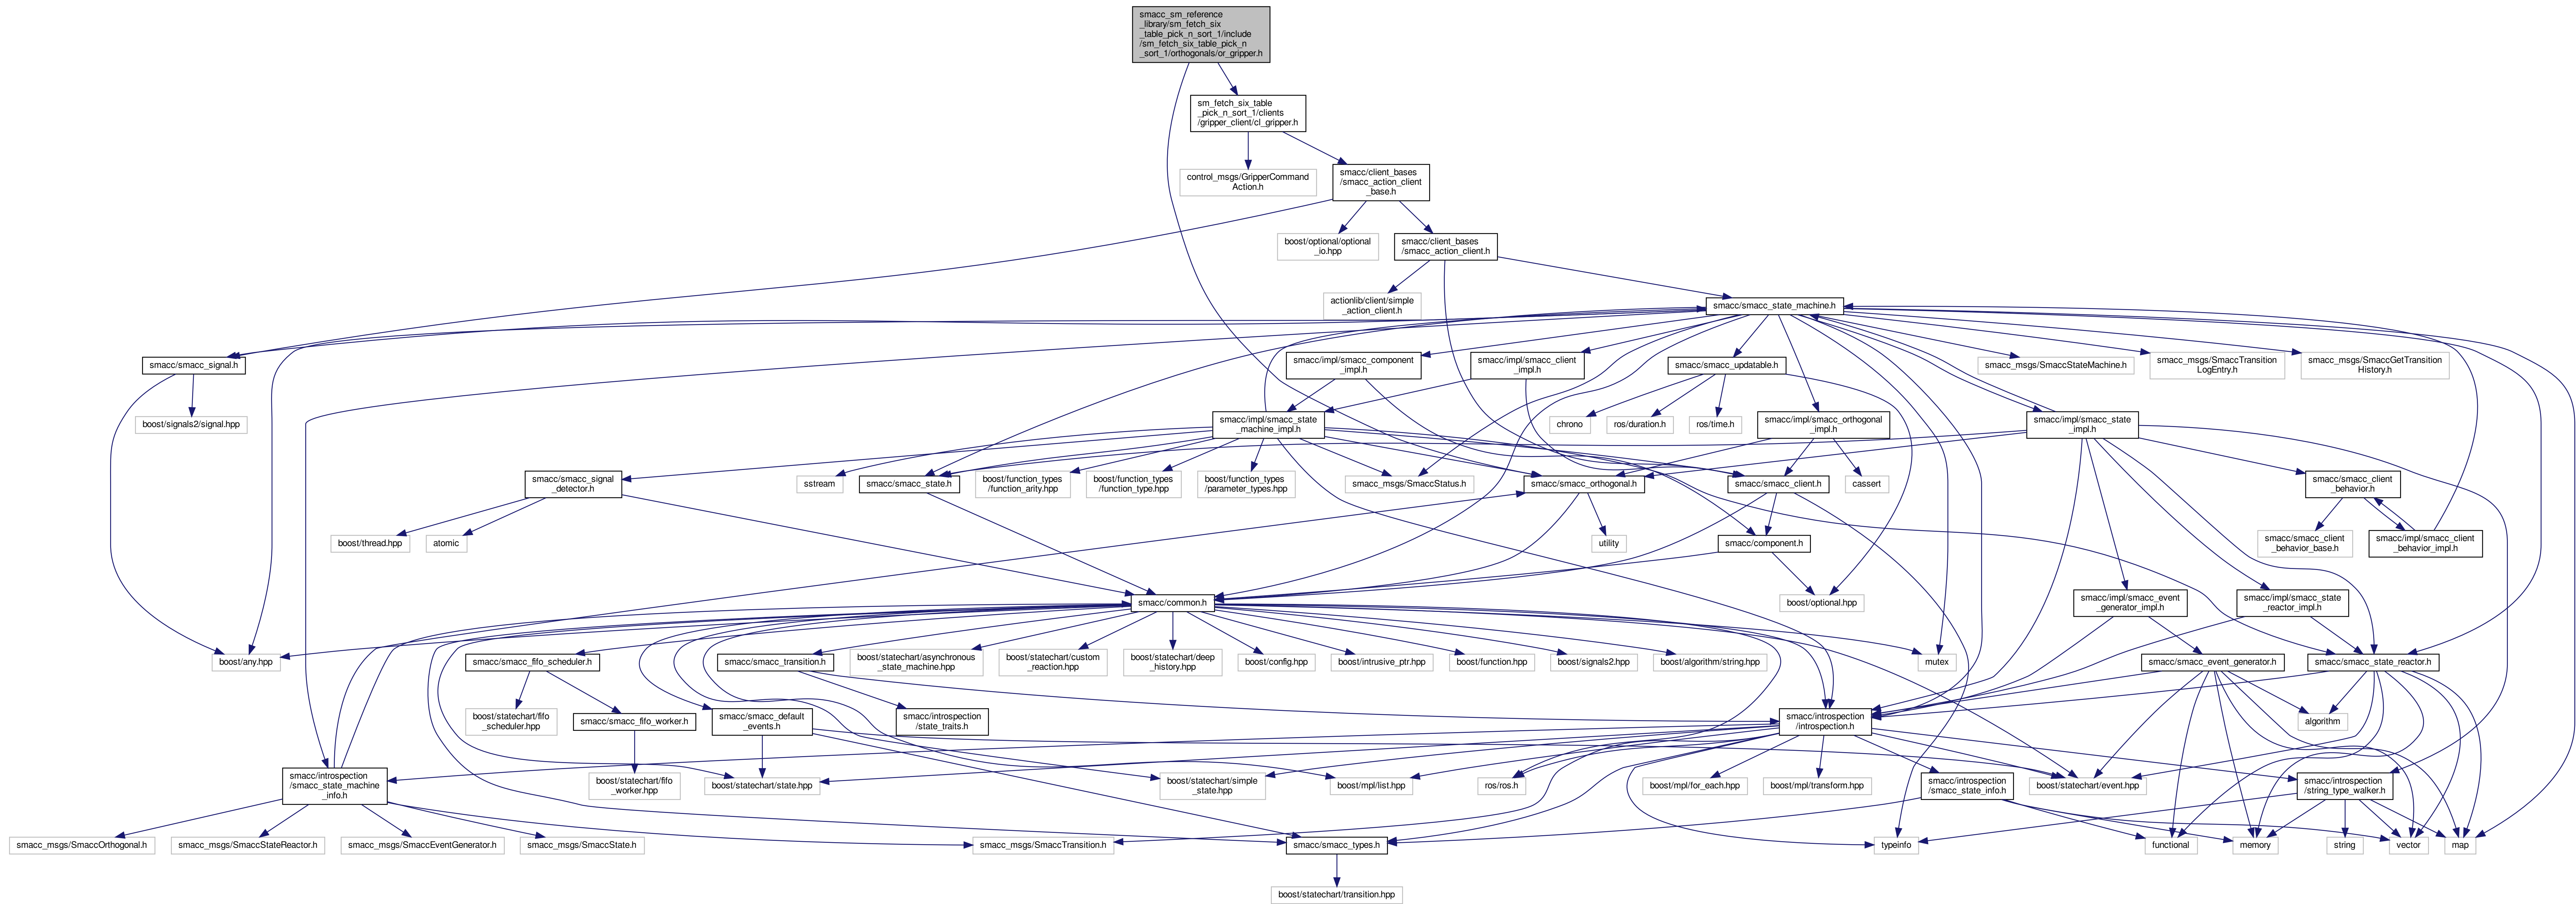 smacc_sm_reference
_library/sm_fetch_six
_table_pick_n_sort_1/include
/sm_fetch_six_table_pick_n
_sort_1/orthogonals/or_gripper.h
sm_fetch_six_table
_pick_n_sort_1/clients
/gripper_client/cl_gripper.h
control_msgs/GripperCommand
Action.h
smacc/client_bases
/smacc_action_client
_base.h
boost/optional/optional
_io.hpp
smacc/client_bases
/smacc_action_client.h
actionlib/client/simple
_action_client.h
smacc/smacc_state_machine.h
smacc/smacc_signal.h
smacc/impl/smacc_component
_impl.h
smacc/impl/smacc_client
_impl.h
smacc/smacc_updatable.h
smacc_msgs/SmaccStateMachine.h
smacc_msgs/SmaccTransition
LogEntry.h
smacc_msgs/SmaccGetTransition
History.h
boost/signals2/signal.hpp
smacc/impl/smacc_state
_machine_impl.h
chrono
ros/duration.h
ros/time.h
smacc/impl/smacc_orthogonal
_impl.h
smacc/impl/smacc_state
_impl.h
smacc/smacc_signal
_detector.h
sstream
smacc/smacc_state.h
boost/function_types
/function_arity.hpp
boost/function_types
/function_type.hpp
boost/function_types
/parameter_types.hpp
smacc_msgs/SmaccStatus.h
smacc/smacc_orthogonal.h
smacc/smacc_client.h
cassert
smacc/smacc_client
_behavior.h
boost/thread.hpp
atomic
utility
smacc/component.h
smacc/smacc_client
_behavior_base.h
smacc/impl/smacc_client
_behavior_impl.h
smacc/common.h
boost/optional.hpp
smacc/impl/smacc_event
_generator_impl.h
smacc/impl/smacc_state
_reactor_impl.h
boost/any.hpp
smacc/smacc_fifo_scheduler.h
smacc/smacc_transition.h
boost/statechart/asynchronous
_state_machine.hpp
boost/statechart/custom
_reaction.hpp
boost/statechart/deep
_history.hpp
boost/config.hpp
boost/intrusive_ptr.hpp
boost/function.hpp
boost/signals2.hpp
boost/algorithm/string.hpp
mutex
smacc/smacc_event_generator.h
smacc/smacc_state_reactor.h
boost/statechart/fifo
_scheduler.hpp
smacc/smacc_fifo_worker.h
smacc/smacc_default
_events.h
smacc/introspection
/state_traits.h
smacc/introspection
/introspection.h
algorithm
smacc/introspection
/smacc_state_machine
_info.h
boost/statechart/fifo
_worker.hpp
boost/statechart/state.hpp
boost/statechart/simple
_state.hpp
boost/mpl/list.hpp
ros/ros.h
boost/mpl/for_each.hpp
boost/mpl/transform.hpp
smacc/introspection
/smacc_state_info.h
boost/statechart/event.hpp
smacc/introspection
/string_type_walker.h
smacc_msgs/SmaccOrthogonal.h
smacc_msgs/SmaccStateReactor.h
smacc_msgs/SmaccEventGenerator.h
smacc_msgs/SmaccState.h
smacc_msgs/SmaccTransition.h
smacc/smacc_types.h
typeinfo
functional
memory
string
vector
map
boost/statechart/transition.hpp